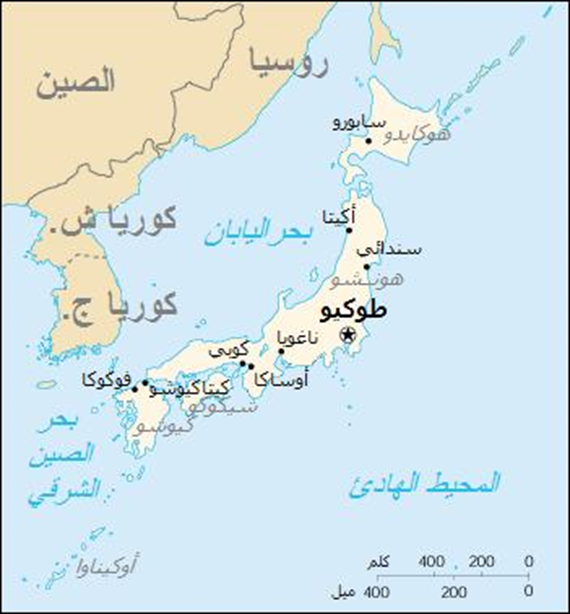 روسيا
الصين
سابورو
هوكايدو
كوريا ش.
بحر اليابان
أكيتا
سندائي
هونشو
كوريا ج.
طوكيو
ناغويا
كوبي
أوساكا
فوكوكا
كيتاكيوشو
شيكوكو
كيوشو
بحر
الصين
الشرقي
المحيط الهادئ
أوكيناوا
0 200 400 كلم
0 200 400 ميل